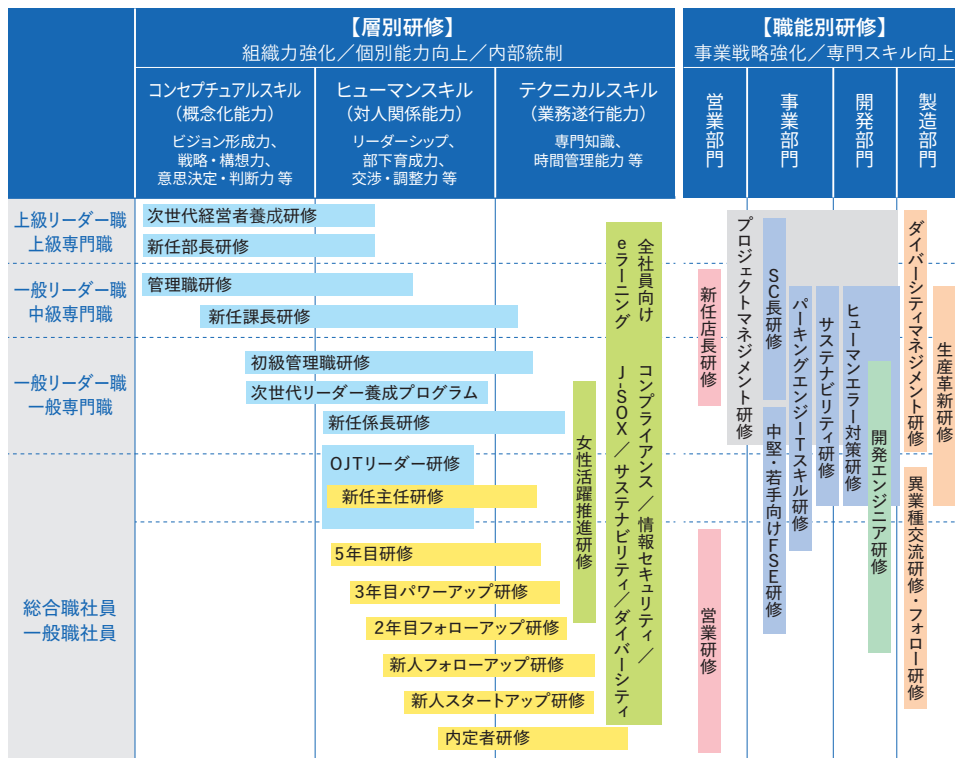 【層別研修】
組織力強化／個別能力向上／内部統制
コンセプチュアルスキル
（概念化能力）
ビジョン形成力、
戦略・構想力、
意思決定・判断力 等
ヒューマンスキル
（対人関係能力）
リーダーシップ、
部下育成力、
交渉・調整力 等
テクニカルスキル
（業務遂行能力）
専門知識、
時間管理能力 等
【職能別研修】
事業戦略強化／専門スキル向上
営業部門
事業部門
開発部門
製造部門
上級リーダー職
上級専門職
一般リーダー職
中級専門職
一般リーダー職
一般専門職
総合職社員
一般職社員
次世代経営者養成研修
新任部長研修
管理職研修
新任課長研修
初級管理職研修
次世代リーダー養成プログラム
新任係長研修
OJTリーダー研修
新任主任研修
5年目研修
3年目パワーアップ研修
2年目フォローアップ研修
新人フォローアップ研修
新人スタートアップ研修
内定者研修
女性活躍推進研修
全社員向け
eラーニング
コンプライアンス／情報セキュリティ／
J-SOX／サステナビリティ／ダイバーシティ
新任店長研修
営業研修
プロジェクトマネジメント研修
SC長研修
中堅・若手向けFSE研修
パーキングエンジITスキル研修
サステナビリティ研修
ヒューマンエラー対策研修
開発エンジニア研修
ダイバーシティマネジメント研修
異業種交流研修・フォロー研修
生産革新研修